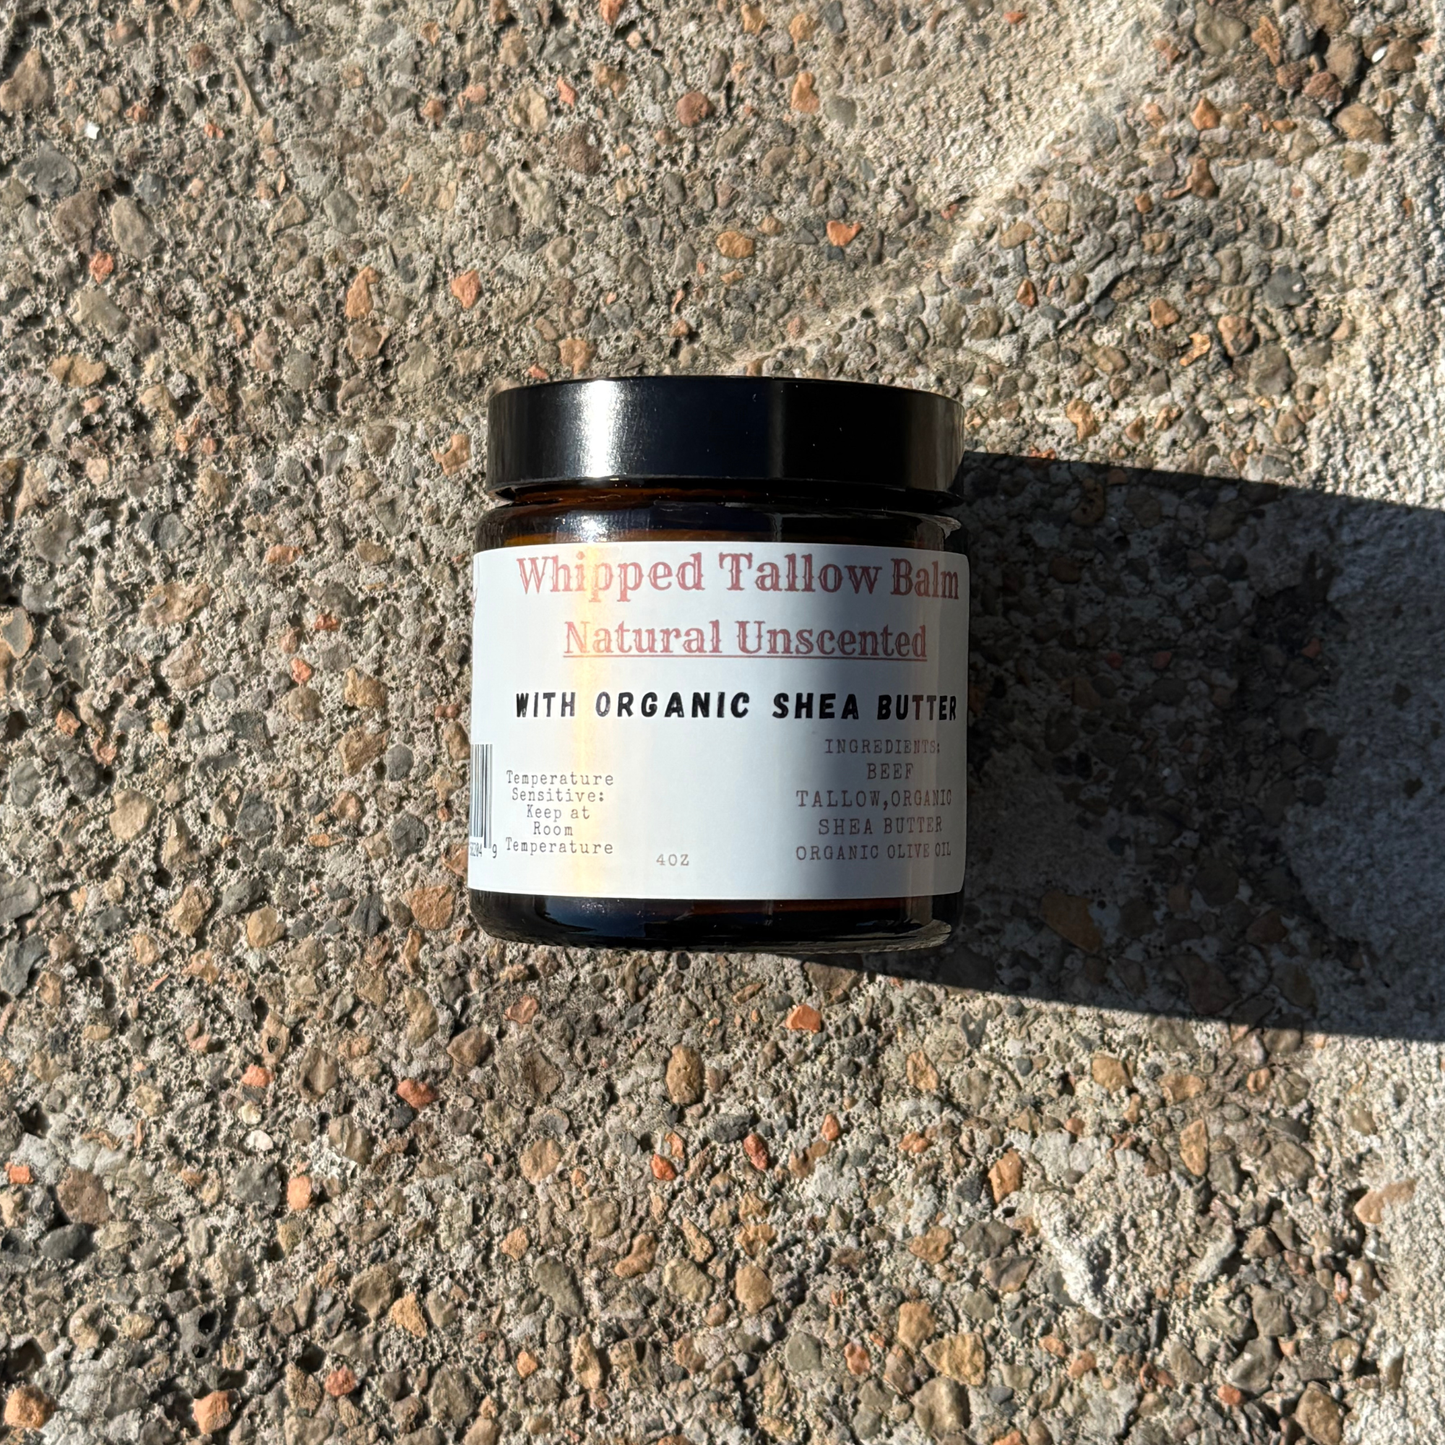 Whipped Tallow Balm
Natural Unscented
WITH ORGANIC SHEA BUTTER
Temperature
Sensitive:
Keep at
Room
Temperature
9
4OZ
INGREDIENTS:
BEEF
TALLOW,ORGANIC
SHEA BUTTER
ORGANIC OLIVE OIL